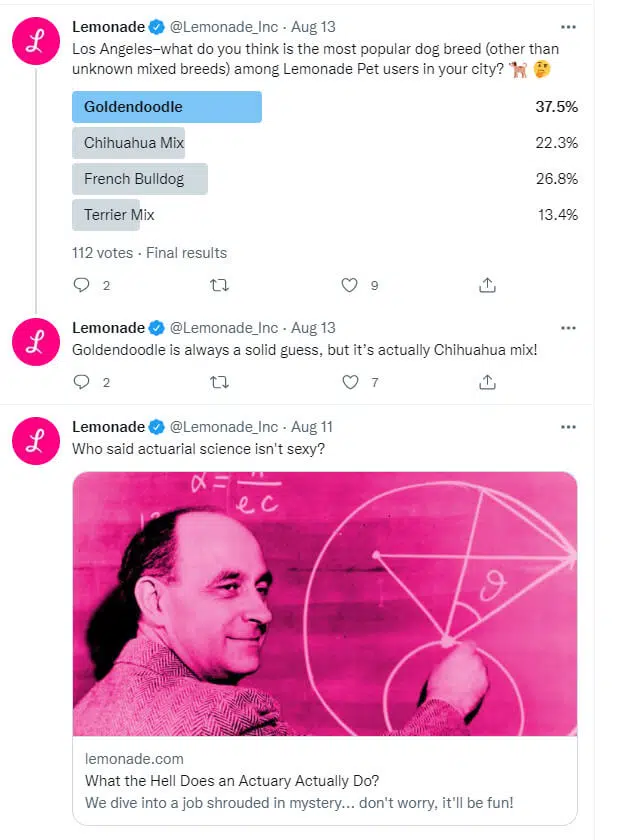 Lemonade @Lemonade_Inc · Aug 13
Los Angeles–what do you think is the most popular dog breed (other than
unknown mixed breeds) among Lemonade Pet users in your city? 🐕 🤔
Goldendoodle 37.5%
Chihuahua Mix 22.3%
French Bulldog 26.8%
Terrier Mix 13.4%
112 votes · Final results
2 9
Lemonade @Lemonade_Inc · Aug 13
Goldendoodle is always a solid guess, but it's actually Chihuahua mix!
2 7
Lemonade @Lemonade_Inc · Aug 11
Who said actuarial science isn't sexy?
α =
ec
ϑ
lemonade.com
What the Hell Does an Actuary Actually Do?
We dive into a job shrouded in mystery... don't worry, it'll be fun!